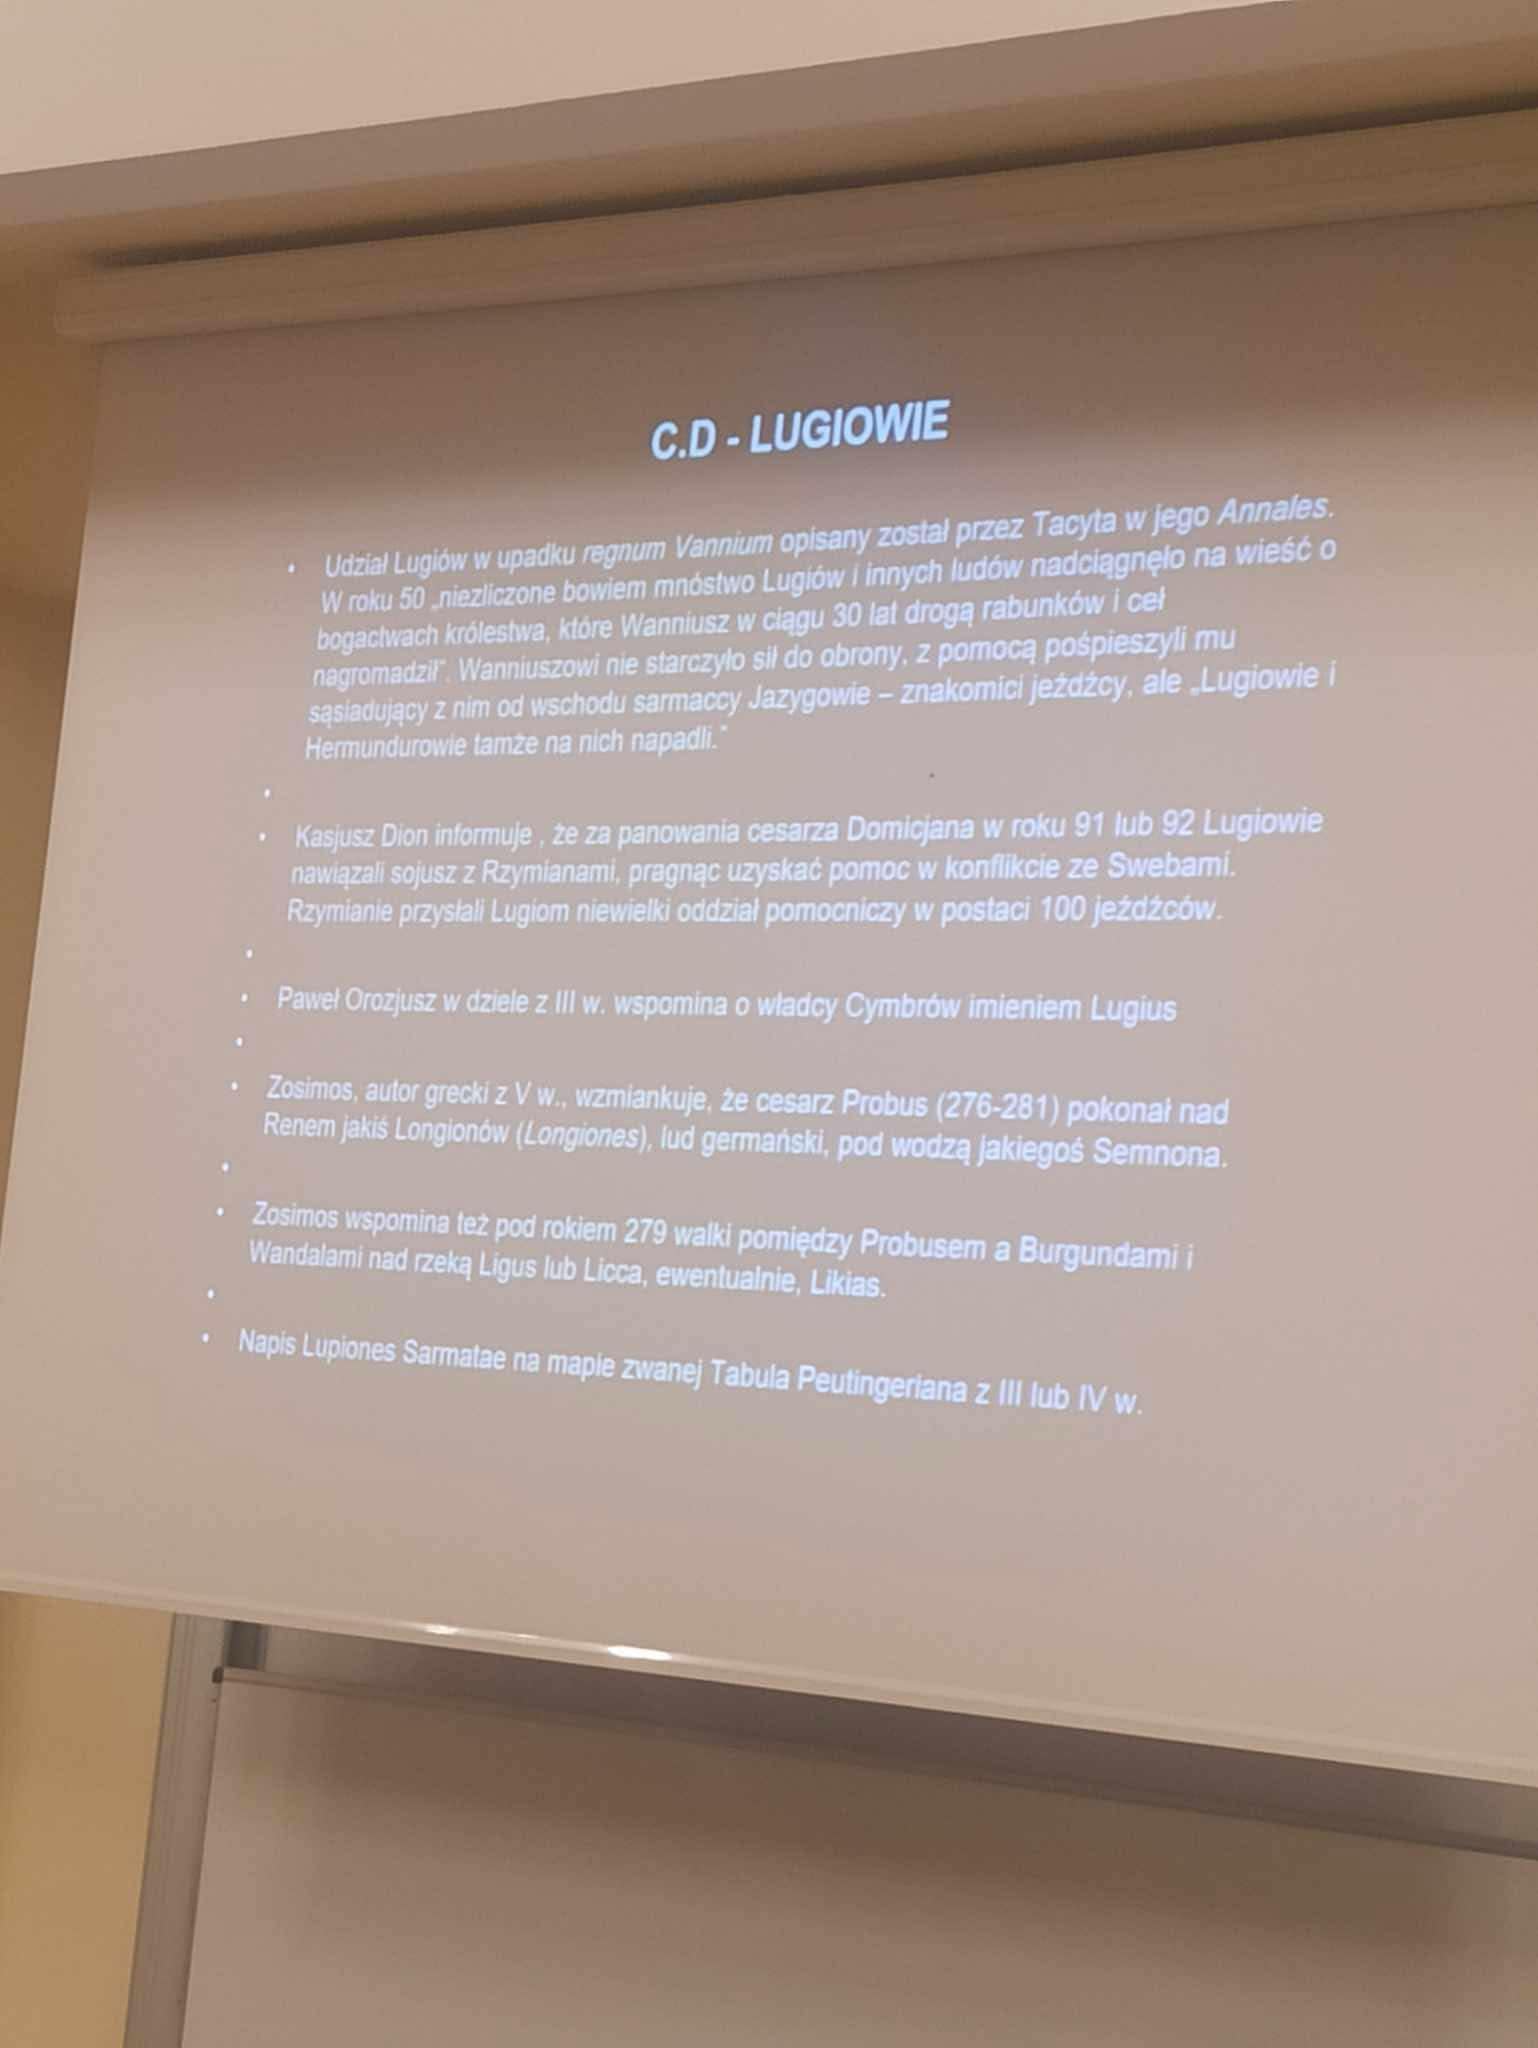 C.D - LUGIOWIE
• Udział Lugiów w upadku regnum Vannium opisany został przez Tacyta w jego Annales.
W roku 50 „niezliczone bowiem mnóstwo Lugiów i innych ludów nadciągnęło na wieść o
bogactwach królestwa, które Wanniusz w ciągu 30 lat drogą rabunków i ceł
nagromadził”. Wanniuszowi nie starczyło sił do obrony, z pomocą pośpieszyli mu
sąsiadujący z nim od wschodu sarmaccy Jazygowie – znakomici jeźdźcy, ale „Lugiowie i
Hermundurowie tamże na nich napadli.”
•
• Kasjusz Dion informuje , że za panowania cesarza Domicjana w roku 91 lub 92 Lugiowie
nawiązali sojusz z Rzymianami, pragnąc uzyskać pomoc w konflikcie ze Swebami.
Rzymianie przysłali Lugiom niewielki oddział pomocniczy w postaci 100 jeźdźców.
•
• Paweł Orozjusz w dziele z III w. wspomina o władcy Cymbrów imieniem Lugius
•
• Zosimos, autor grecki z V w., wzmiankuje, że cesarz Probus (276-281) pokonał nad
Renem jakiś Longionów (Longiones), lud germański, pod wodzą jakiegoś Semnona.
•
• Zosimos wspomina też pod rokiem 279 walki pomiędzy Probusem a Burgundami i
Wandalami nad rzeką Ligus lub Licca, ewentualnie, Likias.
•
• Napis Lupiones Sarmatae na mapie zwanej Tabula Peutingeriana z III lub IV w.